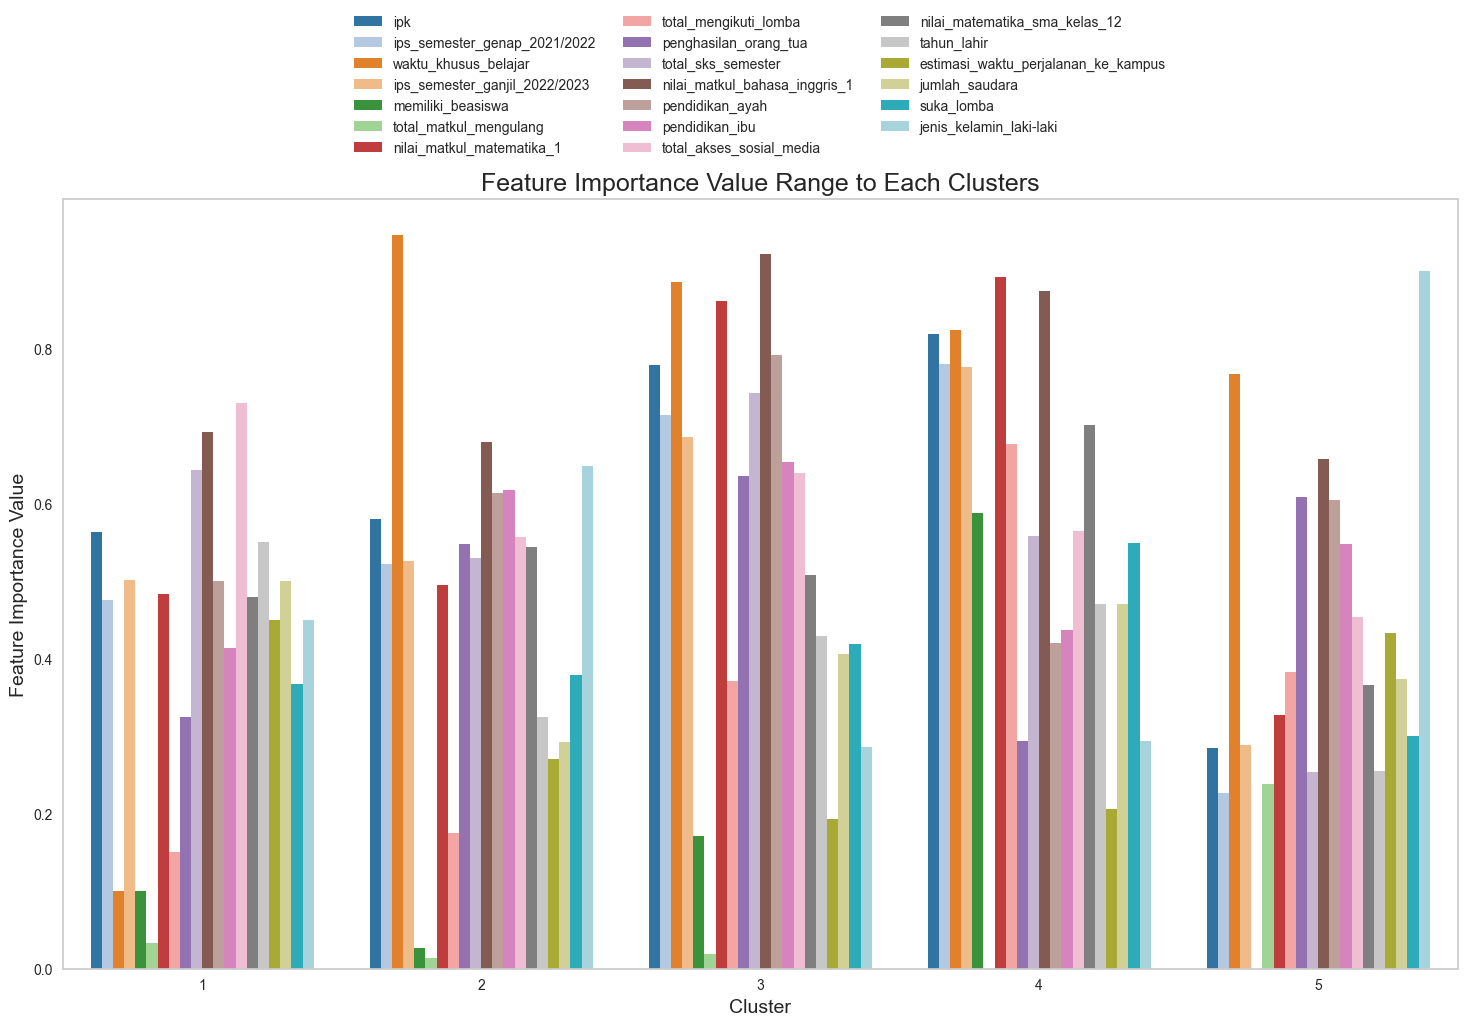 ipk
ips_semester_genap_2021/2022
waktu_khusus_belajar
ips_semester_ganjil_2022/2023
memiliki_beasiswa
total_matkul_mengulang
nilai_matkul_matematika_1
total_mengikuti_lomba
penghasilan_orang_tua
total_sks_semester
nilai_matkul_bahasa_inggris_1
pendidikan_ayah
pendidikan_ibu
total_akses_sosial_media
nilai_matematika_sma_kelas_12
tahun_lahir
estimasi_waktu_perjalanan_ke_kampus
jumlah_saudara
suka_lomba
jenis_kelamin_laki-laki
Feature Importance Value Range to Each Clusters
Feature Importance Value
0.8
0.6
0.4
0.2
0.0
1 2 3 4 5
Cluster